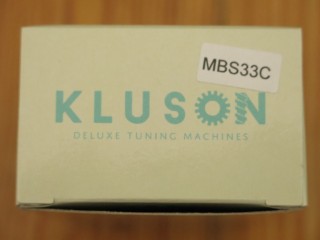 MBS33C
KLUSON
DELUXE TUNING MACHINES